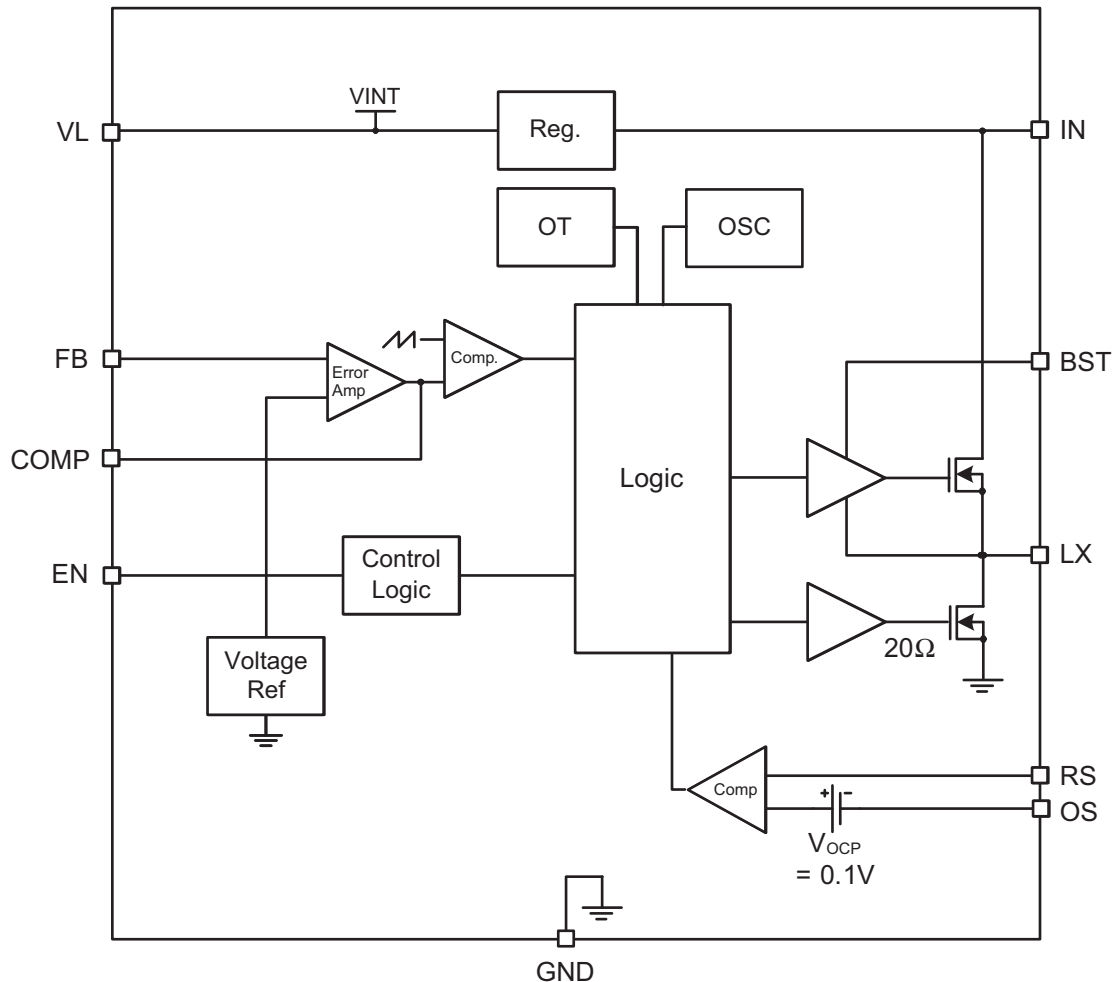 VINT
VL
Reg.
IN
OT
OSC
FB
Error
Amp
Comp.
BST
COMP
Logic
EN
Control
Logic
LX
20Ω
Voltage
Ref
RS
Comp
+ -
OS
VOCP
= 0.1V
GND